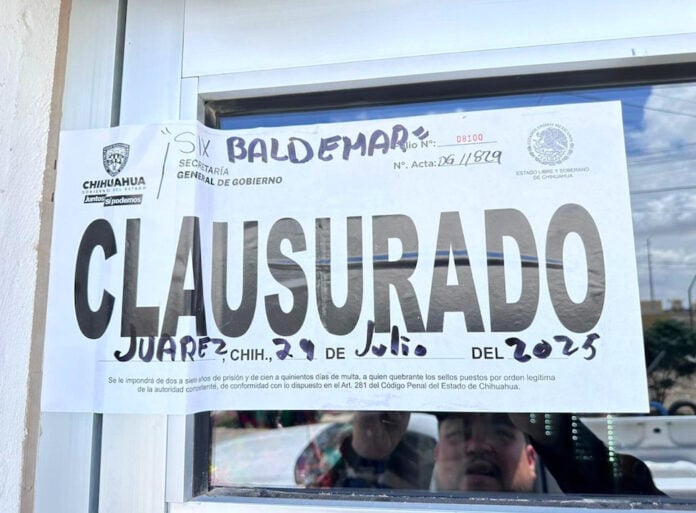 "SIX BALDEMAR"
lio N°: 08100
N°. Acta: DG11829
CHIHUAHUA
GOBIERNO DEL ESTADO
Juntos Sí podemos
SECRETARÍA
GENERAL DE GOBIERNO
ESTADO LIBRE Y SOBERANO
DE CHIHUAHUA
CLAUSURADO
JUAREZ, CHIH., 29 DE Julio DEL 2025
Se le impondrá de dos a siete años de prisión y de cien a quinientos días de multa, a quien quebrante los sellos puestos por orden legítima
de la autoridad competente, de conformidad con lo dispuesto en el Art. 281 del Código Penal del Estado de Chihuahua.